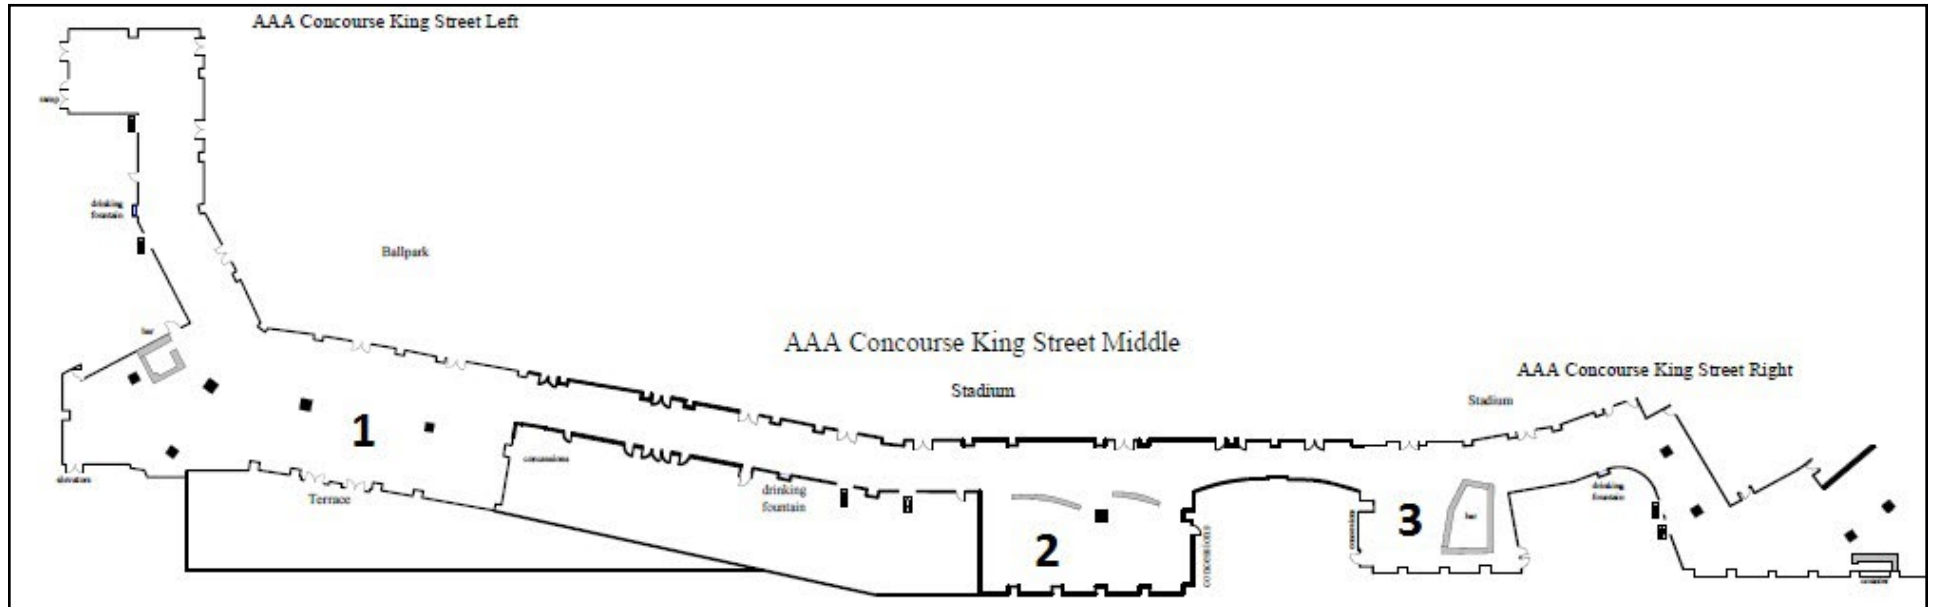 AAA Concourse King Street Left
ramp
drinking
fountain
Ballpark
bar
AAA Concourse King Street Middle
Stadium
AAA Concourse King Street Right
Stadium
1
concessions
elevators
Terrace
drinking
fountain
2
concessions
concessions
3
bar
drinking
fountain